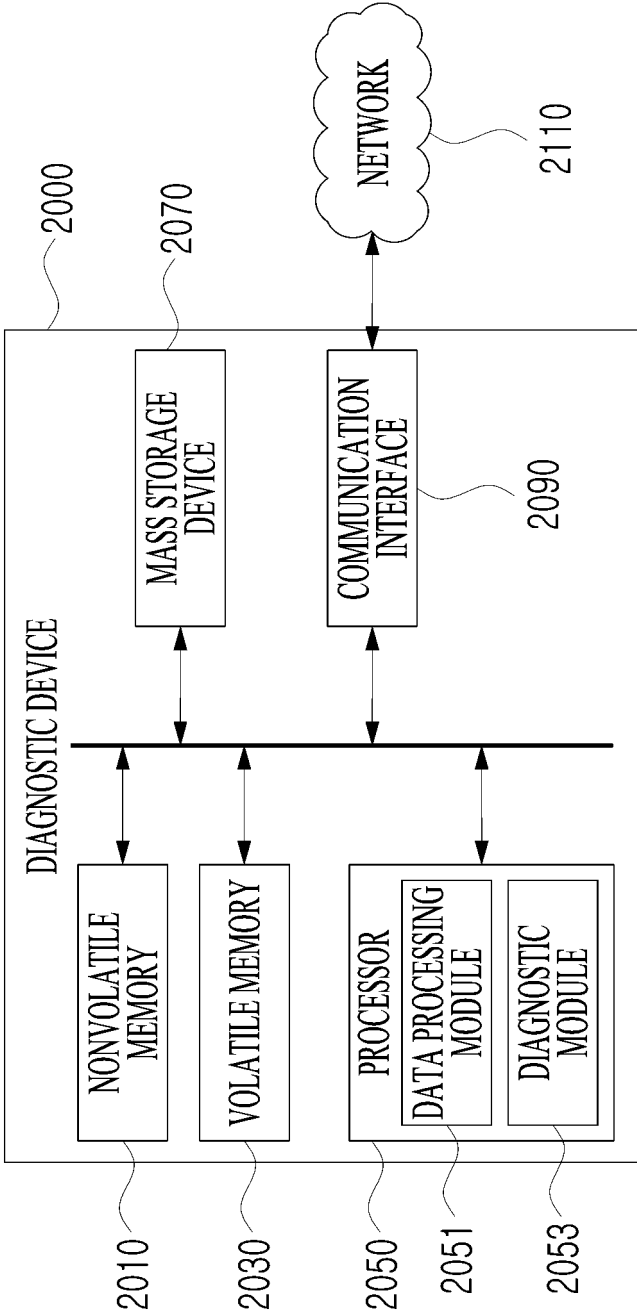 2000
DIAGNOSTIC DEVICE
2010
NONVOLATILE
MEMORY
MASS STORAGE
DEVICE
2070
2030
VOLATILE MEMORY
2050
PROCESSOR
2051
DATA PROCESSING
MODULE
2053
DIAGNOSTIC
MODULE
COMMUNICATION
INTERFACE
2090
NETWORK
2110